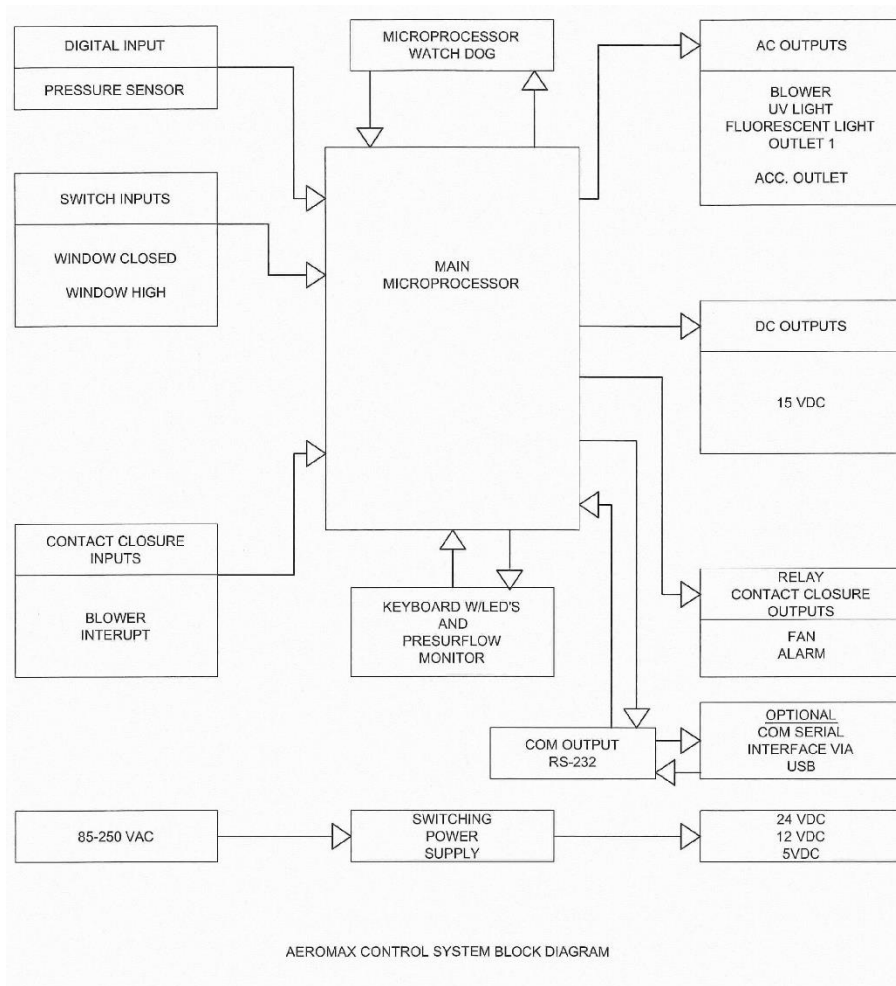 DIGITAL INPUT
PRESSURE SENSOR
MICROPROCESSOR
WATCH DOG
AC OUTPUTS
BLOWER
UV LIGHT
FLUORESCENT LIGHT
OUTLET 1
ACC. OUTLET
SWITCH INPUTS
WINDOW CLOSED
WINDOW HIGH
MAIN
MICROPROCESSOR
DC OUTPUTS
15 VDC
CONTACT CLOSURE
INPUTS
BLOWER
INTERUPT
KEYBOARD W/LED'S
AND
PRESURFLOW
MONITOR
RELAY
CONTACT CLOSURE
OUTPUTS
FAN
ALARM
COM OUTPUT
RS-232
OPTIONAL
COM SERIAL
INTERFACE VIA
USB
85-250 VAC
SWITCHING
POWER
SUPPLY
24 VDC
12 VDC
5VDC
AEROMAX CONTROL SYSTEM BLOCK DIAGRAM